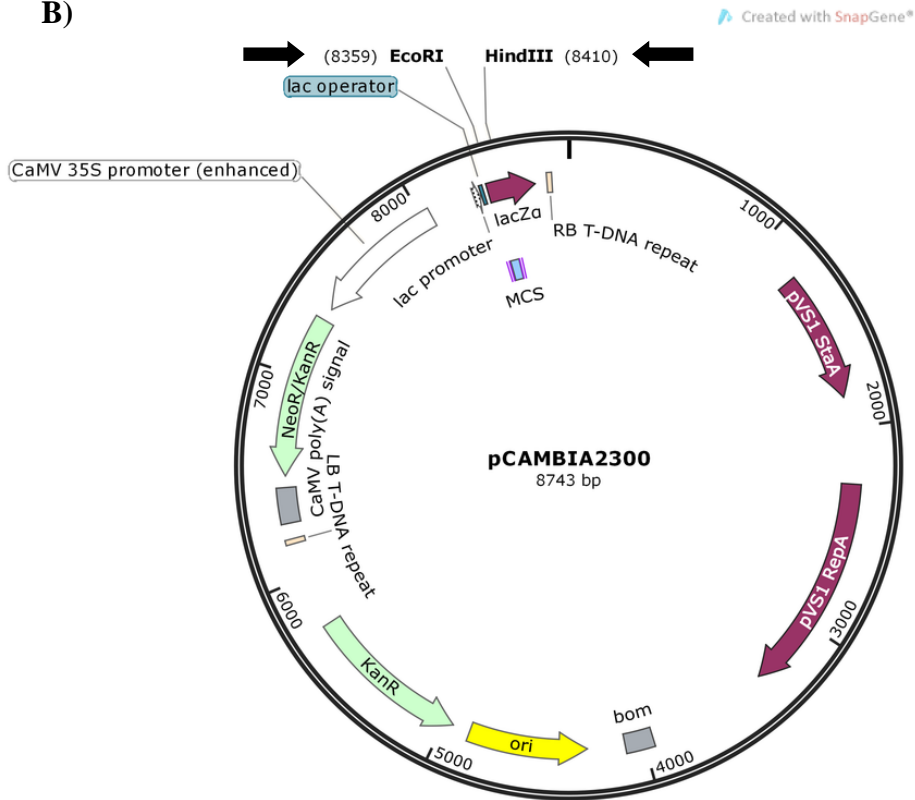 B)
Created with SnapGene®
(8359) EcoRI HindIII (8410)
lac operator
CaMV 35S promoter (enhanced)
8000
lacZα
RB T-DNA repeat
1000
lac promoter
MCS
pVS1 StaA
7000
NeoR/KanR
CaMV poly(A) signal
2000
pCAMBIA2300
8743 bp
LB T-DNA repeat
pVS1 RepA
6000
3000
KanR
bom
ori
5000
4000